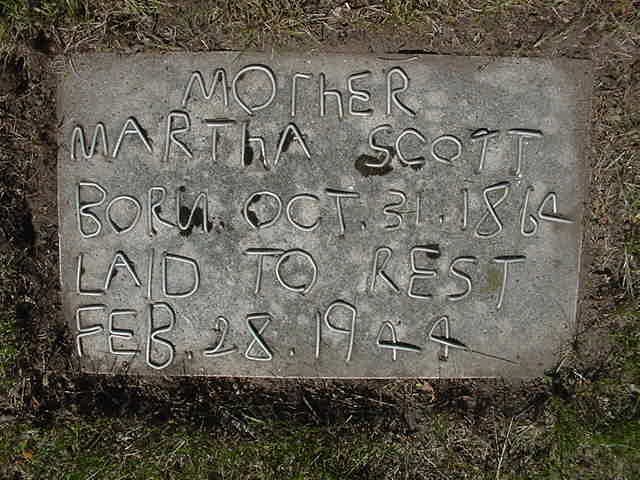 MOThER
MARThA SCOTT
BORN. OCT. 31. 1864
LAID TO REST
FEB. 28. 1944